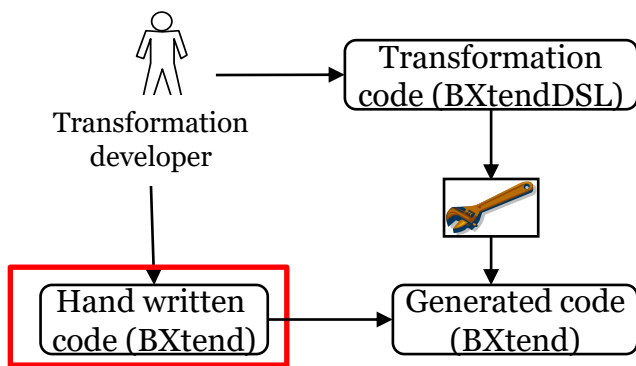 Transformation
code (BXtendDSL)
Transformation
developer
Hand written
code (BXtend)
Generated code
(BXtend)